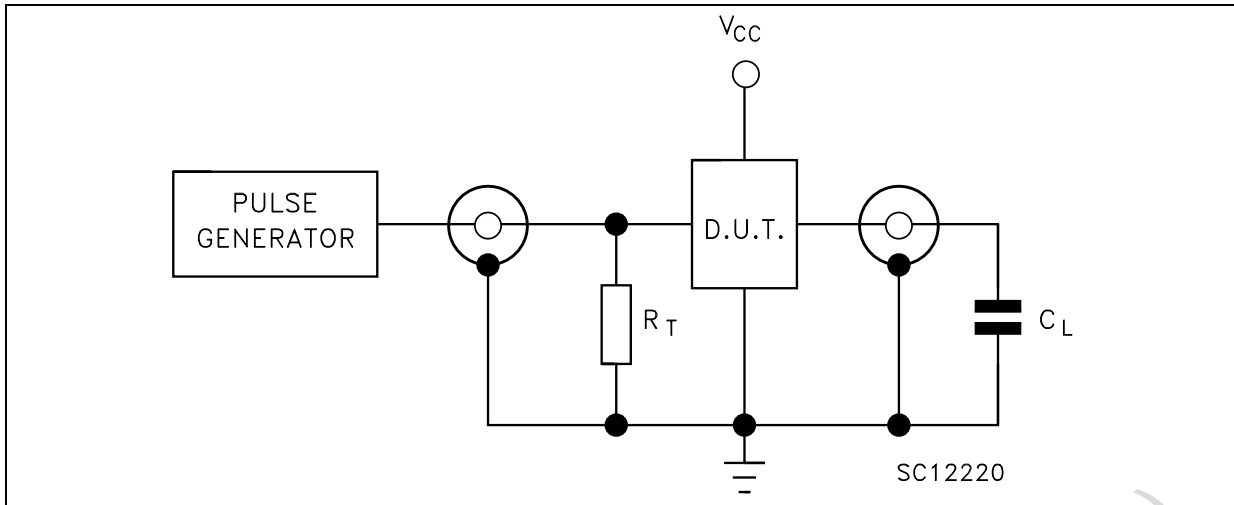 VCC
PULSE
GENERATOR
D.U.T.
RT
CL
SC12220